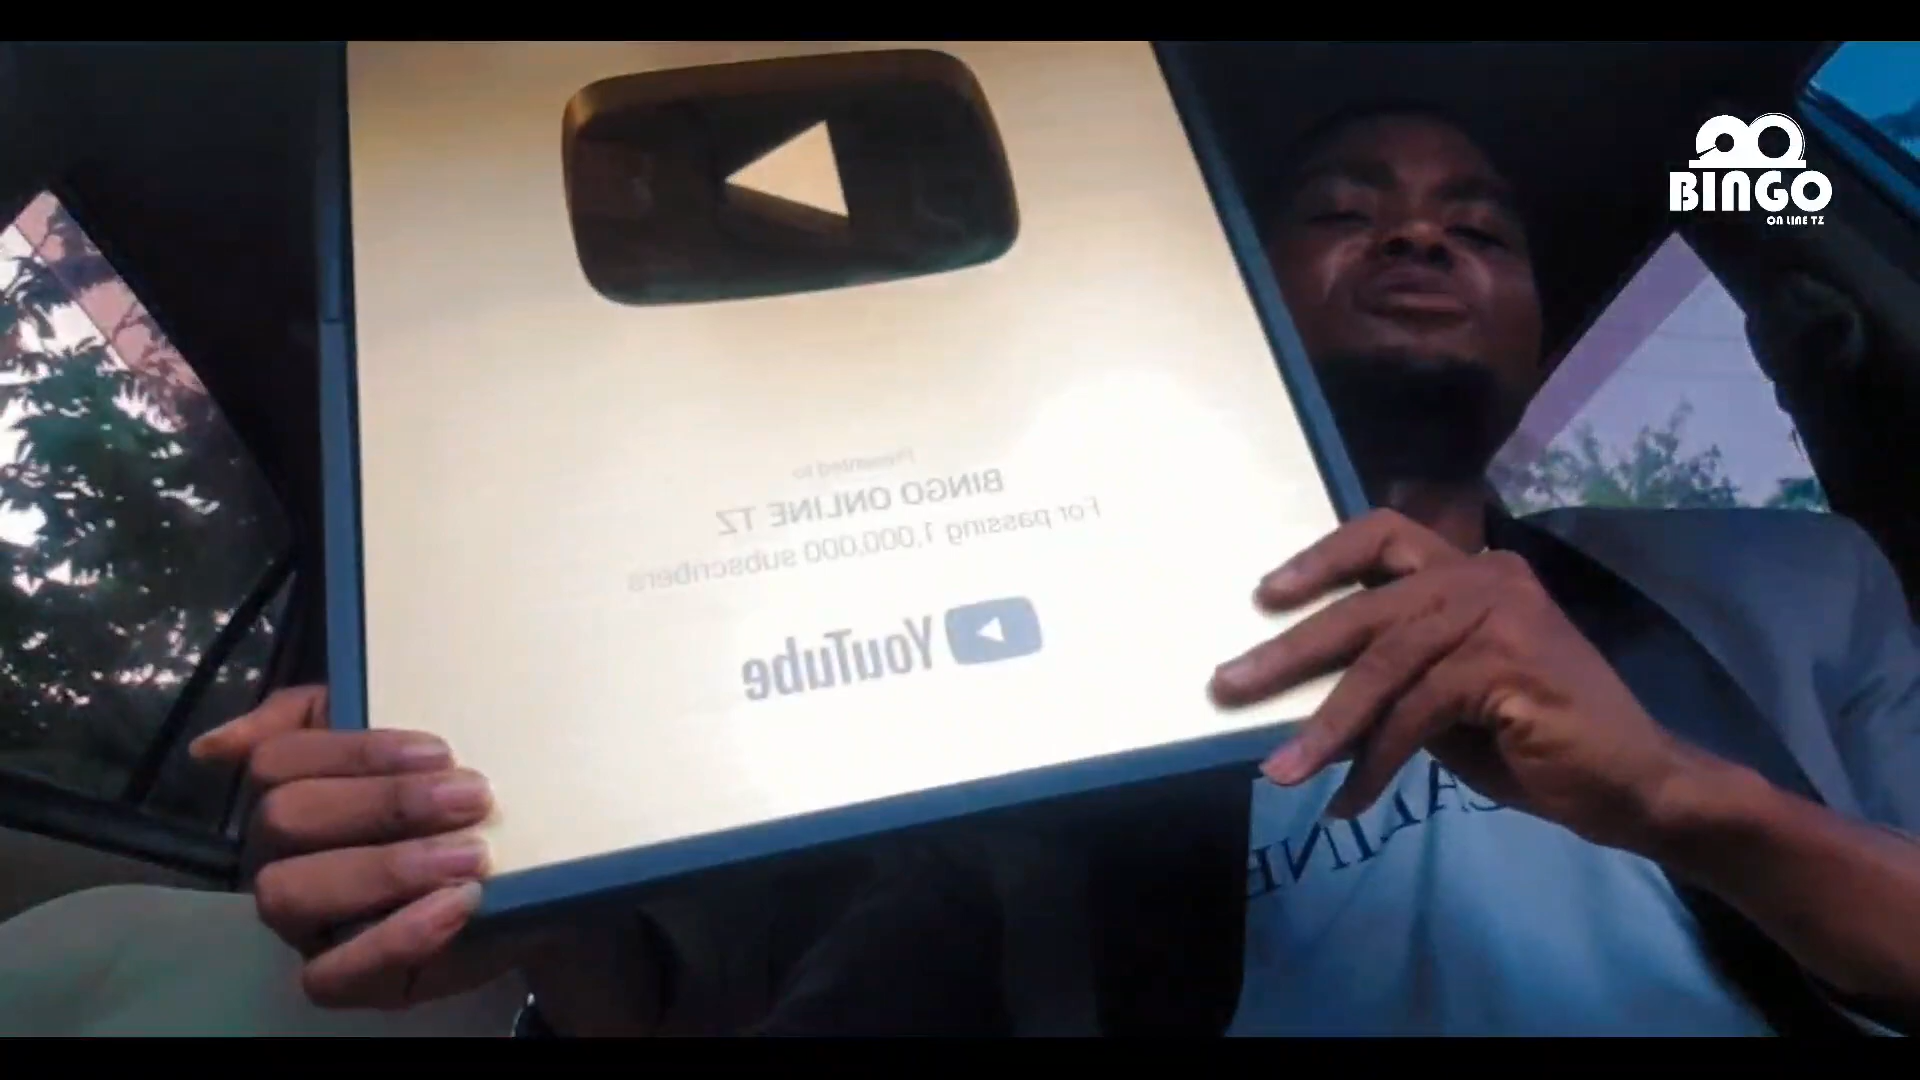 BINGO
ON LINE TZ
Presented to
BINGO ONLINE TZ
For passing 1,000,000 subscribers
YouTube